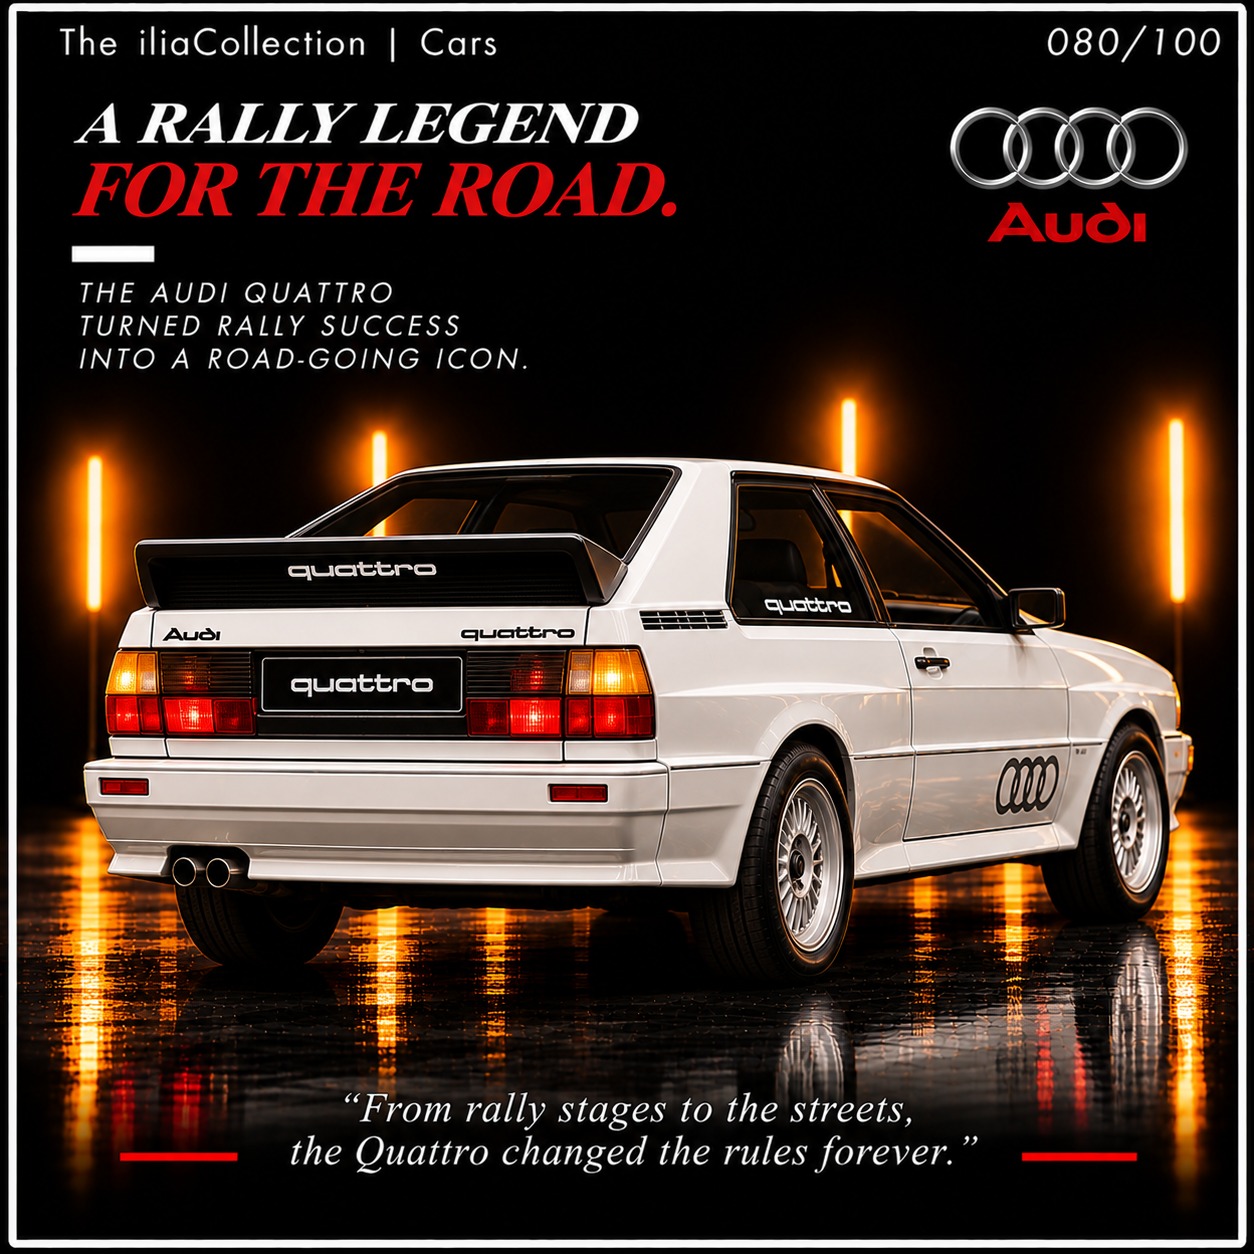 The iliaCollection | Cars
080/100
A RALLY LEGEND
FOR THE ROAD.
Audi
THE AUDI QUATTRO
TURNED RALLY SUCCESS
INTO A ROAD-GOING ICON.
quattro
quattro
Audi
quattro
quattro
“From rally stages to the streets,
the Quattro changed the rules forever.”